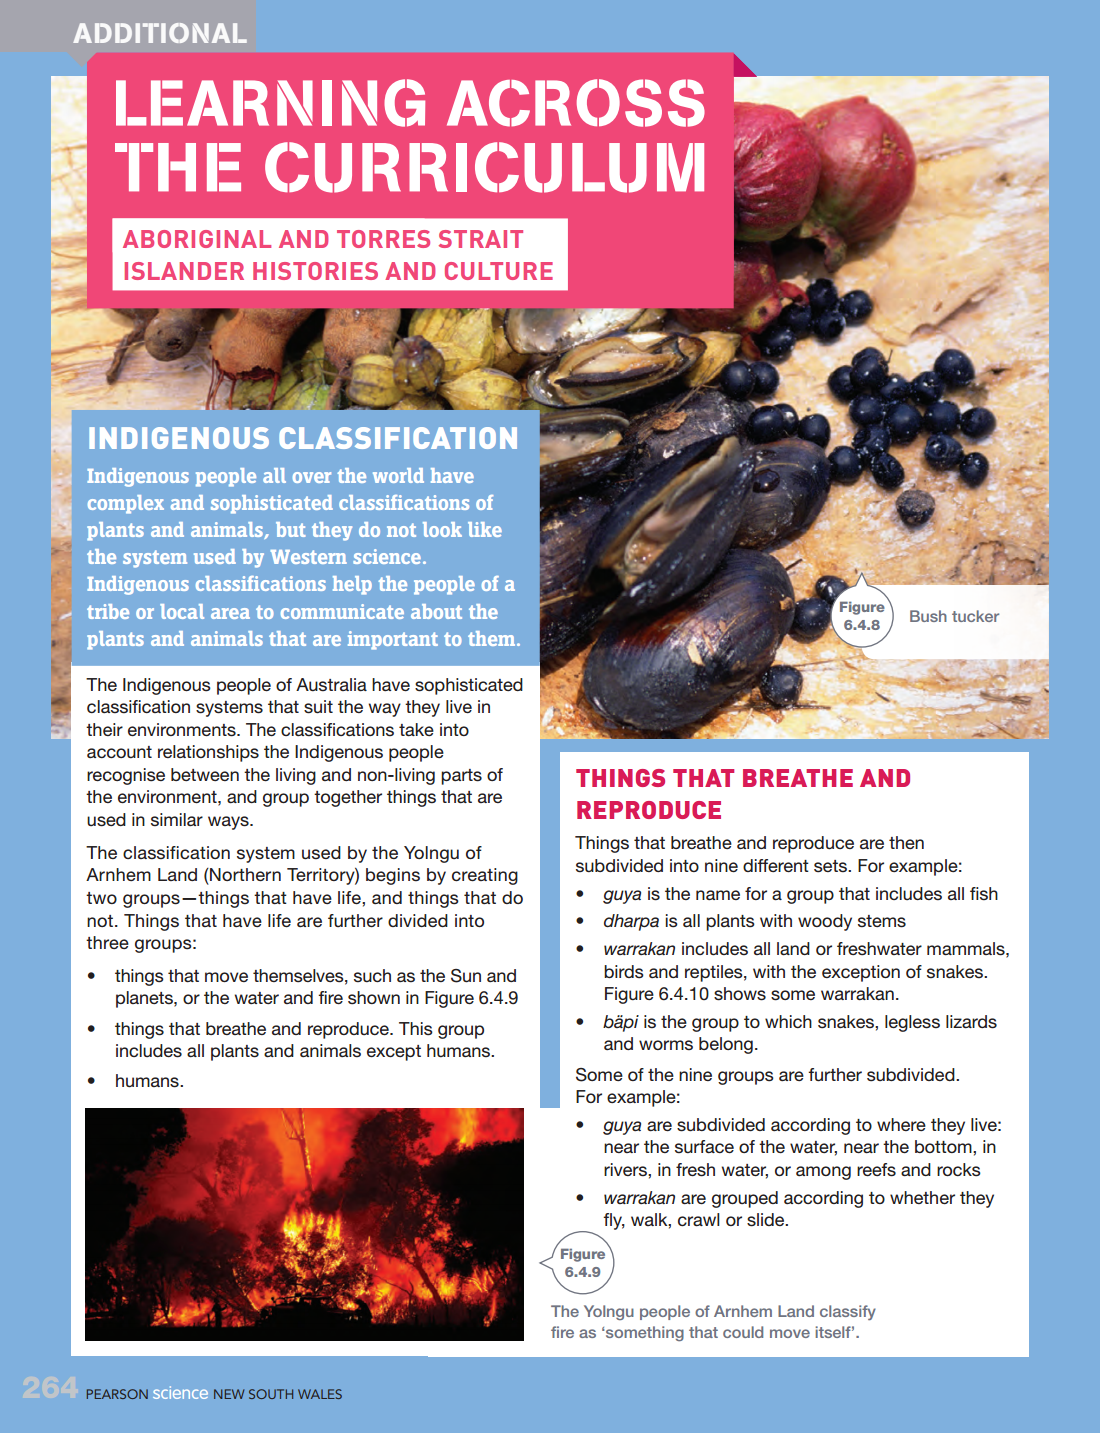 ADDITIONAL
LEARNING ACROSS
THE CURRICULUM
ABORIGINAL AND TORRES STRAIT
ISLANDER HISTORIES AND CULTURE
INDIGENOUS CLASSIFICATION
Indigenous people all over the world have
complex and sophisticated classifications of
plants and animals, but they do not look like
the system used by Western science.
Indigenous classifications help the people of a
tribe or local area to communicate about the
plants and animals that are important to them.
Figure
6.4.8
Bush tucker
The Indigenous people of Australia have sophisticated
classification systems that suit the way they live in
their environments. The classifications take into
account relationships the Indigenous people
recognise between the living and non-living parts of
the environment, and group together things that are
used in similar ways.
The classification system used by the Yolngu of
Arnhem Land (Northern Territory) begins by creating
two groups—things that have life, and things that do
not. Things that have life are further divided into
three groups:
• things that move themselves, such as the Sun and
planets, or the water and fire shown in Figure 6.4.9
• things that breathe and reproduce. This group
includes all plants and animals except humans.
• humans.
THINGS THAT BREATHE AND
REPRODUCE
Things that breathe and reproduce are then
subdivided into nine different sets. For example:
• guya is the name for a group that includes all fish
• dharpa is all plants with woody stems
• warrakan includes all land or freshwater mammals,
birds and reptiles, with the exception of snakes.
Figure 6.4.10 shows some warrakan.
• bäpi is the group to which snakes, legless lizards
and worms belong.
Some of the nine groups are further subdivided.
For example:
• guya are subdivided according to where they live:
near the surface of the water, near the bottom, in
rivers, in fresh water, or among reefs and rocks
• warrakan are grouped according to whether they
fly, walk, crawl or slide.
Figure
6.4.9
The Yolngu people of Arnhem Land classify
fire as ‘something that could move itself’.
264 PEARSON science NEW SOUTH WALES